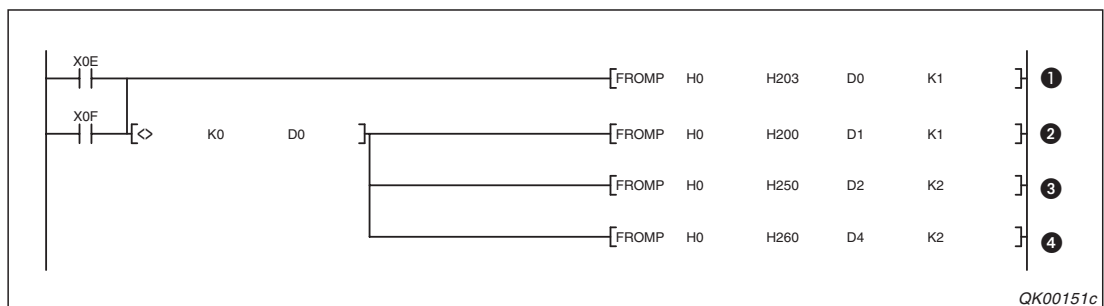 X0E
[FROMP H0 H203 D0 K1 ] 1
X0F
[<> K0 D0 ] [FROMP H0 H200 D1 K1 ] 2
[FROMP H0 H250 D2 K2 ] 3
[FROMP H0 H260 D4 K2 ] 4
QK00151c